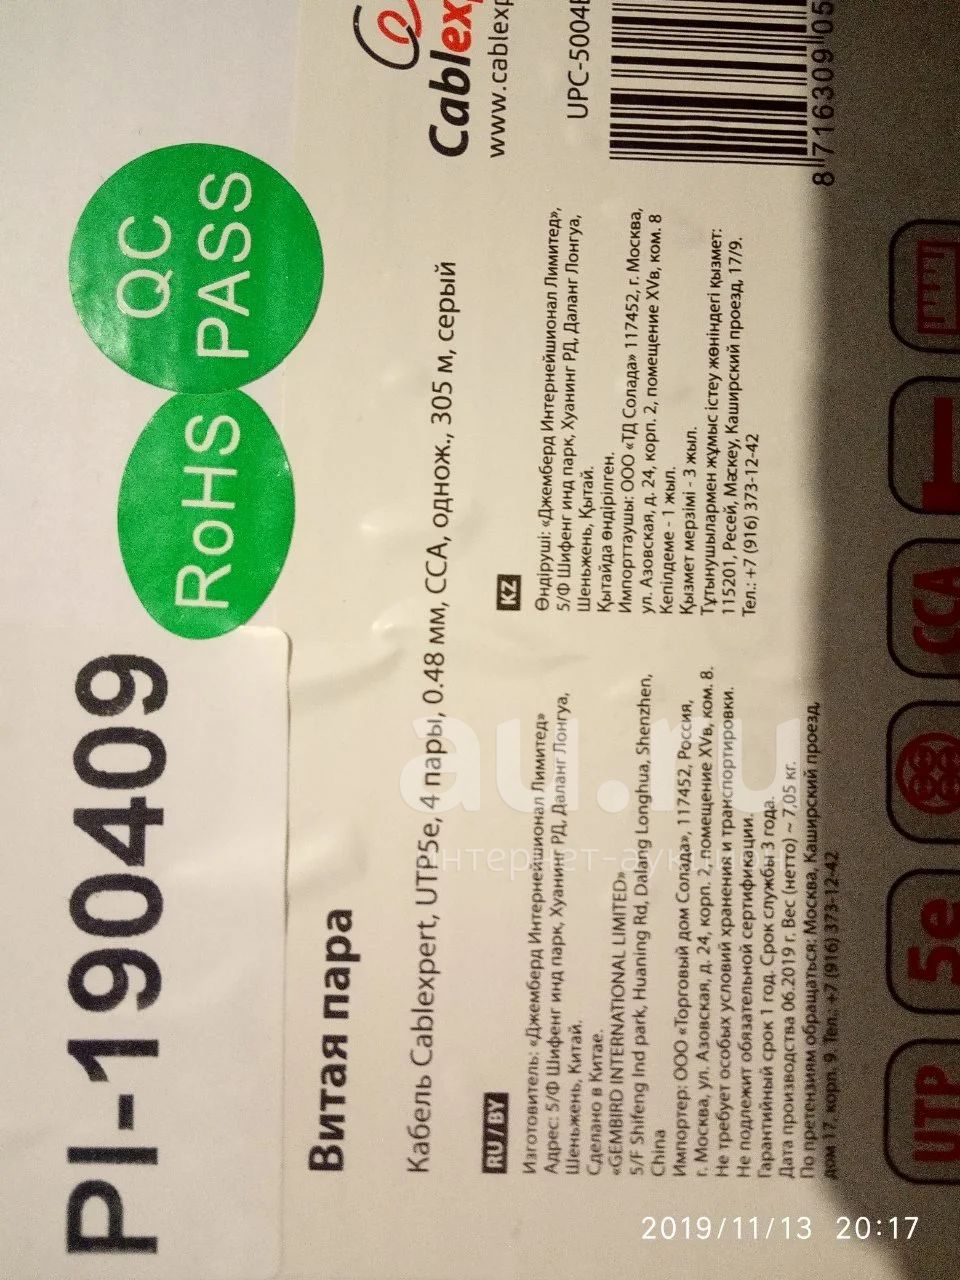 PI-190409
RoHS
QC
PASS
Cablexp
www.cablexp
UPC-5004E
8 716309 05
Витая пара
Кабель Cablexpert, UTP5e, 4 пары, 0.48 мм, CCA, однож., 305 м, серый
RU/BY
Изготовитель: «Джемберд Интернейшионал Лимитед»
Адрес: 5/Ф Шифенг инд парк, Хуанинг РД, Даланг Лонгуа,
Шеньжень, Китай.
Сделано в Китае.
«GEMBIRD INTERNATIONAL LIMITED»
5/F Shifeng Ind park, Huaning Rd, Dalang Longhua, Shenzhen,
China
Импортер: ООО «Торговый дом Солада», 117452, Россия,
г. Москва, ул. Азовская, д. 24, корп. 2, помещение XVв, ком. 8.
Не требует особых условий хранения и транспортировки.
Не подлежит обязательной сертификации.
Гарантийный срок 1 год. Срок службы 3 года.
Дата производства 06.2019 г. Вес (нетто) ~ 7,05 кг.
По претензиям обращаться: Москва, Каширский проезд,
дом 17, корп. 9. Тел.: +7 (916) 373-12-42
KZ
Өндіруші: «Джемберд Интернейшионал Лимитед»,
5/Ф Шифенг инд парк, Хуанинг РД, Даланг Лонгуа,
Шеньжень, Қытай.
Қытайда өндірілген.
Импорттаушы: ООО «ТД Солада» 117452, г. Москва,
ул. Азовская, д. 24, корп. 2, помещение XVв, ком. 8
Кепілдеме - 1 жыл.
Қызмет мерзімі - 3 жыл.
Тұтынушылармен жұмыс істеу жөніндегі қызмет:
115201, Ресей, Мәскеу, Каширский проезд, 17/9.
Тел.: +7 (916) 373-12-42
UTP
5e
CCA
au.ru
интернет-аукцион
2019/11/13 20:17